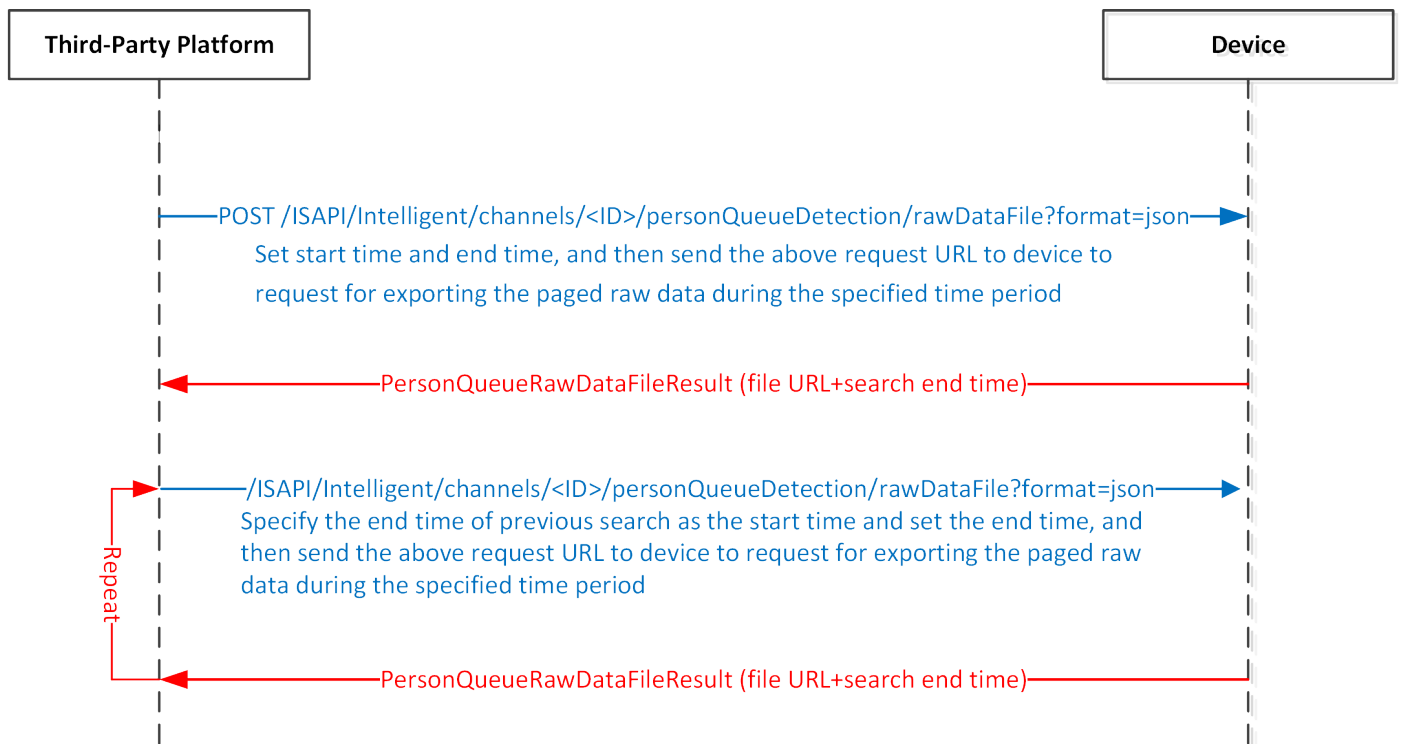 Third-Party Platform
Device
POST /ISAPI/Intelligent/channels/<ID>/personQueueDetection/rawDataFile?format=json
Set start time and end time, and then send the above request URL to device to
request for exporting the paged raw data during the specified time period
PersonQueueRawDataFileResult (file URL+search end time)
/ISAPI/Intelligent/channels/<ID>/personQueueDetection/rawDataFile?format=json
Specify the end time of previous search as the start time and set the end time, and
then send the above request URL to device to request for exporting the paged raw
data during the specified time period
Repeat
PersonQueueRawDataFileResult (file URL+search end time)